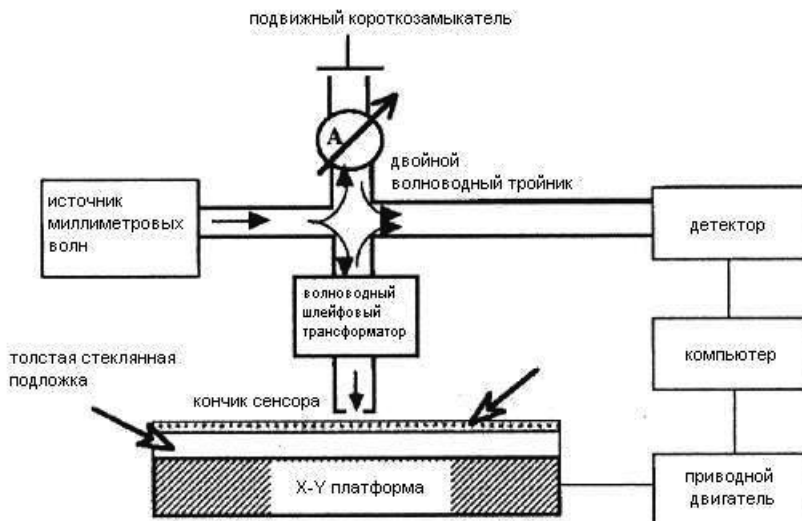 подвижный короткозамыкатель
A
двойной
волноводный тройник
источник
миллиметровых
волн
детектор
волноводный
шлейфовый
трансформатор
компьютер
толстая стеклянная
подложка
кончик сенсора
X-Y платформа
приводной
двигатель